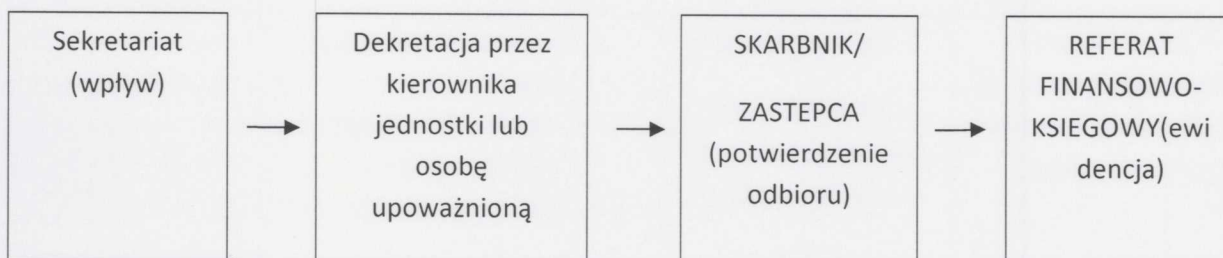 Sekretariat
(wpływ)
Dekretacja przez
kierownika
jednostki lub
osobę
upoważnioną
SKARBNIK/
ZASTEPCA
(potwierdzenie
odbioru)
REFERAT
FINANSOWO-
KSIEGOWY(ewi
dencja)